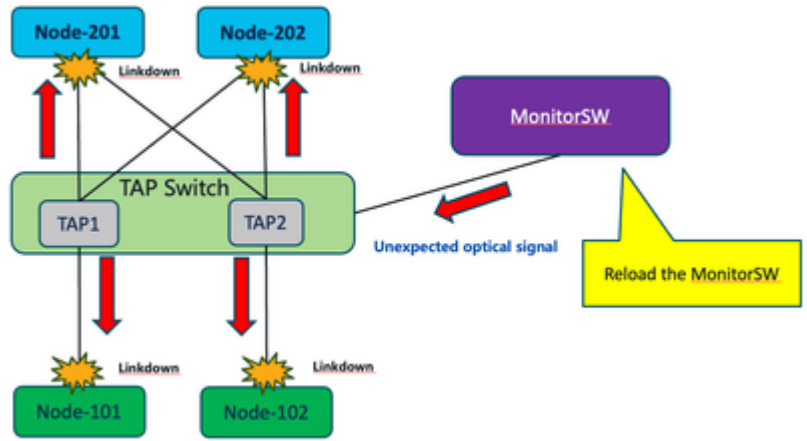 Node-201
Node-202
Linkdown
Linkdown
MonitorSW
TAP Switch
TAP1
TAP2
Unexpected optical signal
Reload the MonitorSW
Linkdown
Linkdown
Node-101
Node-102